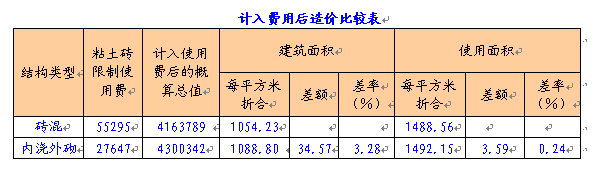 计入费用后造价比较表
结构类型 粘土砖限制使用费 计入使用费后的概算总值 建筑面积 使用面积
每平方米折合 差额 差率(%) 每平方米折合 差额 差率(%)
砖混 55295 4163789 1054.23 1488.56
内浇外砌 27647 4300342 1088.80 34.57 3.28 1492.15 3.59 0.24